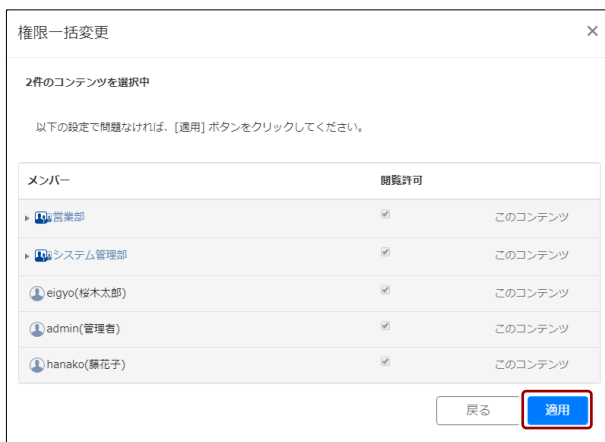 権限一括変更 ×
2件のコンテンツを選択中
以下の設定で問題なければ、[適用] ボタンをクリックしてください。
メンバー 閲覧許可
営業部 このコンテンツ
システム管理部 このコンテンツ
eigyo(桜木太郎) このコンテンツ
admin(管理者) このコンテンツ
hanako(藤花子) このコンテンツ
戻る 適用